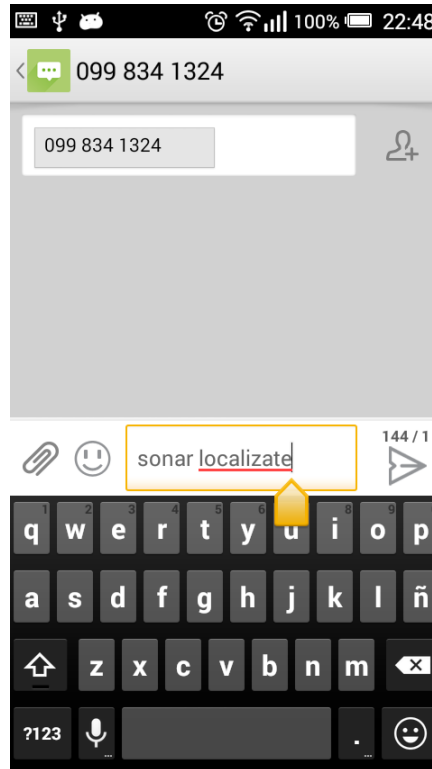 100% 22:48
099 834 1324
099 834 1324
144 / 1
sonar localizate
1 2 3 4 5 6 7 8 9
q w e r t y u i o p
a s d f g h j k l ñ
z x c v b n m
?123 . ...